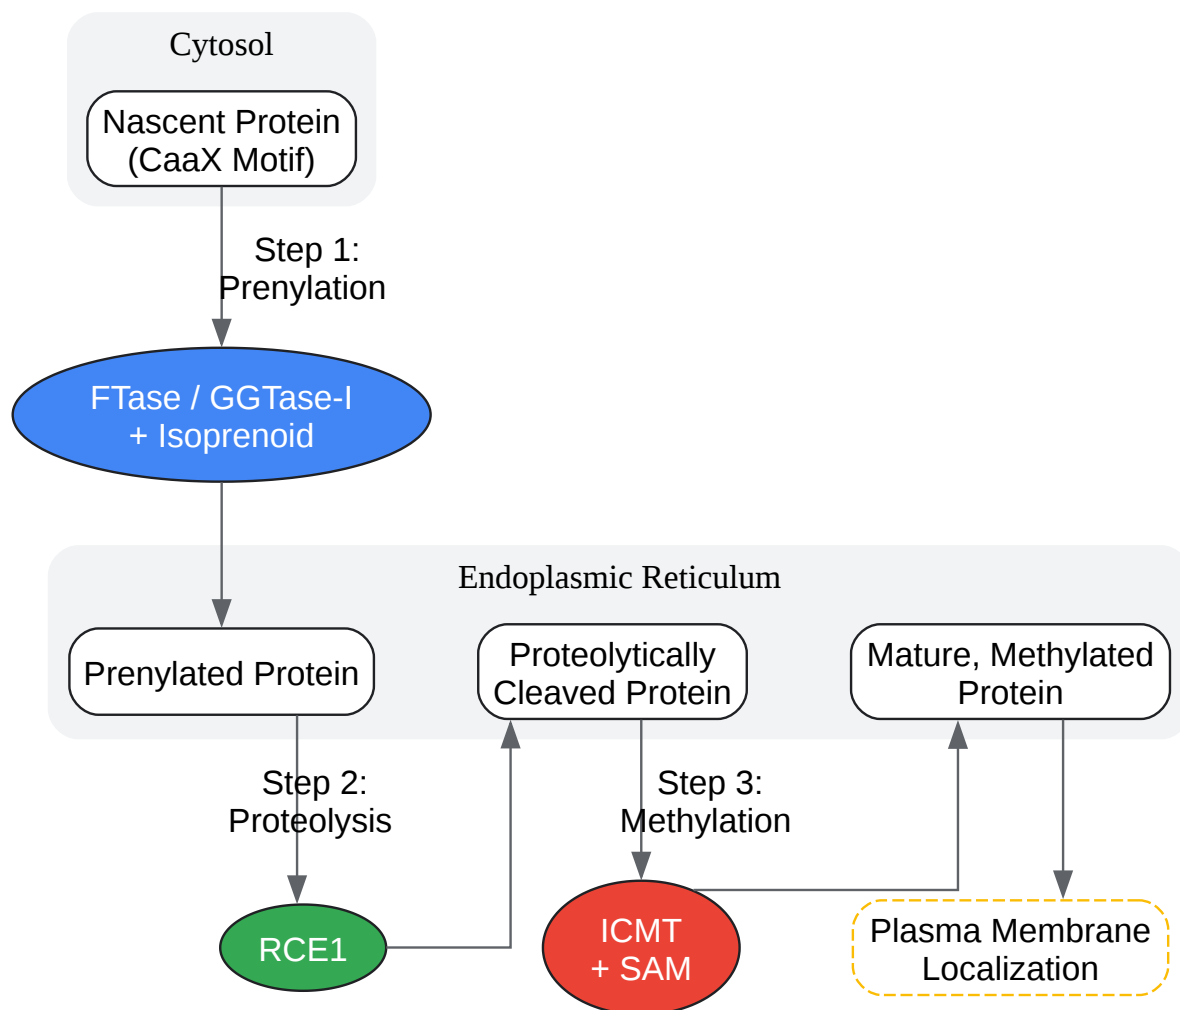 Cytosol
Nascent Protein
(CaaX Motif)
Step 1:
Prenylation
FTase / GGTase-I
+ Isoprenoid
Endoplasmic Reticulum
Prenylated Protein
Proteolytically
Cleaved Protein
Mature, Methylated
Protein
Step 2:
Proteolysis
Step 3:
Methylation
RCE1
ICMT
+ SAM
Plasma Membrane
Localization